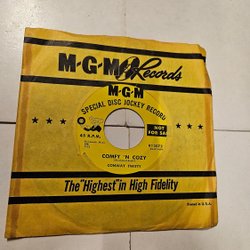 M-G-M Records
M-G-M
SPECIAL DISC JOCKEY RECORD
45 R.P.M.
NOT
FOR SALE
COMFY 'N COZY
CONWAY TWITTY
The "Highest" in High Fidelity
Printed in U.S.A.